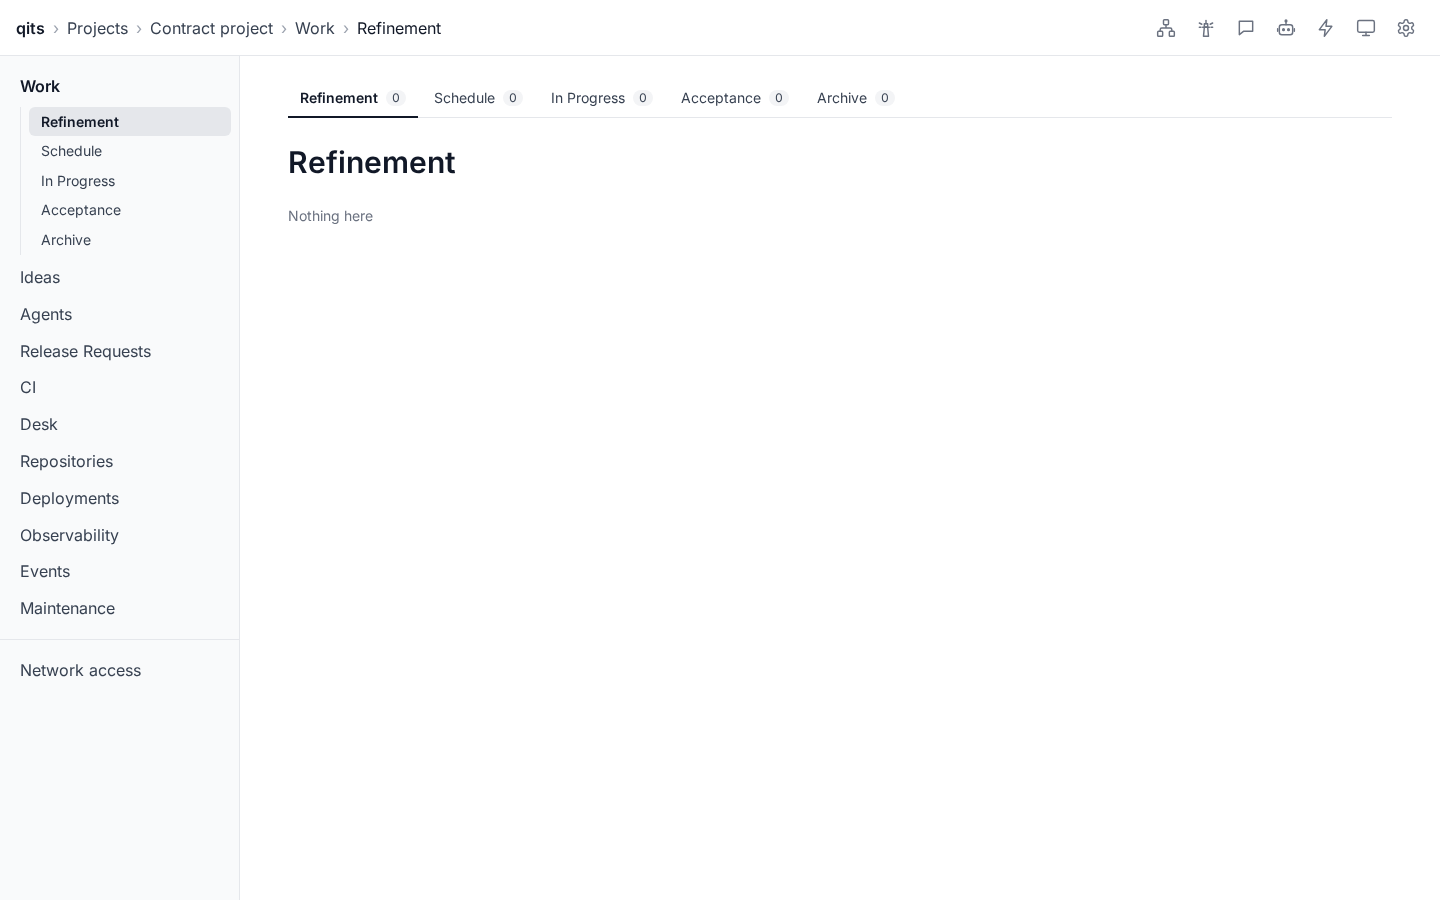 qits › Projects › Contract project › Work › Refinement
Work
Refinement
Schedule
In Progress
Acceptance
Archive
Ideas
Agents
Release Requests
CI
Desk
Repositories
Deployments
Observability
Events
Maintenance
Network access
Refinement 0 Schedule 0 In Progress 0 Acceptance 0 Archive 0
Refinement
Nothing here